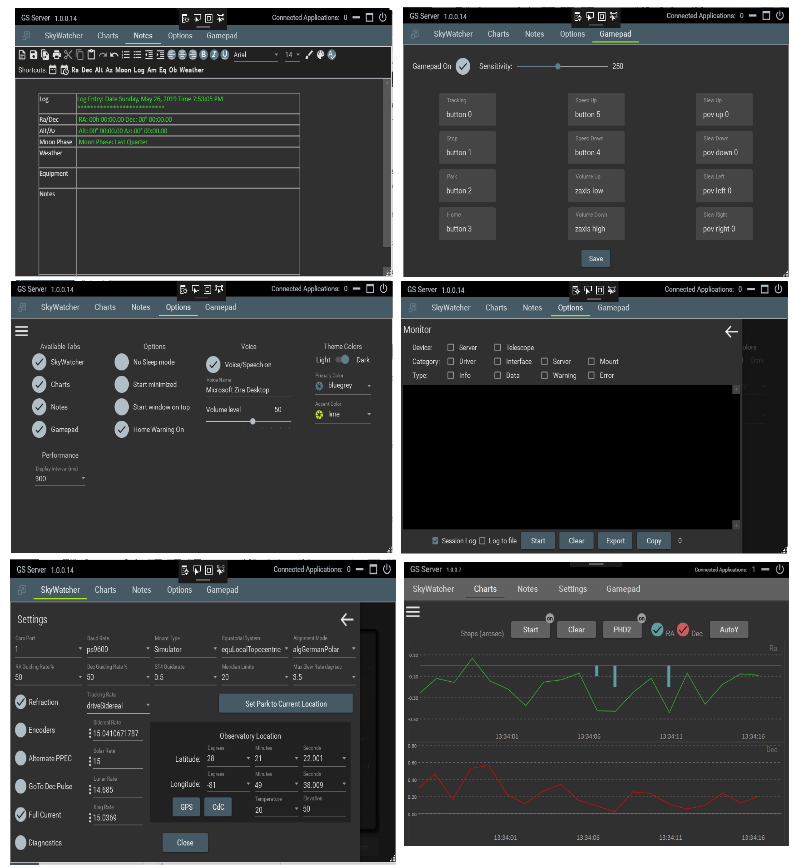 GS Server 1.0.0.14
Connected Applications: 0
SkyWatcher Charts Notes Options Gamepad
Arial 14
Shortcuts: Ra Dec Alt Az Moon Log Am Eq Ob Weather
Log
Log Entry: Date Sunday, May 26, 2019 Time 7:53:05 PM
**************************
Ra/Dec RA: 00h 00:00.00 Dec: 00° 00:00.00
Alt/Az Alt: 00° 00:00.00 Az: 00° 00:00.00
Moon Phase Moon Phase: Last Quarter
Weather
Equipment
Notes
GS Server 1.0.0.14
Connected Applications: 0
SkyWatcher Charts Notes Options Gamepad
Gamepad On Sensitivity: 250
Tracking Speed Up Slew Up
button 0 button 5 pov up 0
Stop Speed Down Slew Down
button 1 button 4 pov down 0
Park Volume Up Slew Left
button 2 zaxis low pov left 0
Home Volume Down Slew Right
button 3 zaxis high pov right 0
Save
GS Server 1.0.0.14
Connected Applications: 0
SkyWatcher Charts Notes Options Gamepad
Available Tabs Options Voice Theme Colors
SkyWatcher No Sleep mode Voice/Speech on Light Dark
Charts Start minimized Voice Name Primary Color
Microsoft Zira Desktop bluegrey
Notes Start window on top Volume level 50 Accent Color
lime
Gamepad Home Warning On
Performance
Display Interval (ms)
300
GS Server 1.0.0.14
Connected Applications: 0
SkyWatcher Charts Notes Options Gamepad
Monitor
Device: Server Telescope
Category: Driver Interface Server Mount
Type: Info Data Warning Error
Session Log Log to file Start Clear Export Copy 0
GS Server 1.0.0.14
Connected Applications: 0
SkyWatcher Charts Notes Options Gamepad
Settings
Com Port Baud Rate Mount Type Equatorial System Alignment Mode
1 ps9600 Simulator equLocalTopocentric algGermanPolar
RA Guiding Rate% Dec Guiding Rate % ST4 Guiderate Meridian Limits Max Slew Rate degrsec
50 50 0.5 20 3.5
Refraction
Tracking Rate
driveSidereal
Set Park to Current Location
Encoders
Sidereal Rate
15.0410671787
Alternate PPEC
Solar Rate
15
GoTo Dec Pulse
Lunar Rate
14.685
Full Current
King Rate
15.0369
Diagnostics
Observatory Location
Degrees Minutes Seconds
Latitude: 28 21 22.001
Degrees Minutes Seconds
Longitude: -81 49 38.009
GPS CdC
Temperature Elevation
20 50
Close
GS Server 1.0.0.7
Connected Applications: 1
SkyWatcher Charts Notes Settings Gamepad
Steps (arcsec) Start Off Clear PHD2 Off RA Dec AutoY
Ra
13:34:01 13:34:06 13:34:11 13:34:16
Dec
0.80
0.60
0.40
0.20
0.00
13:34:01 13:34:06 13:34:11 13:34:16